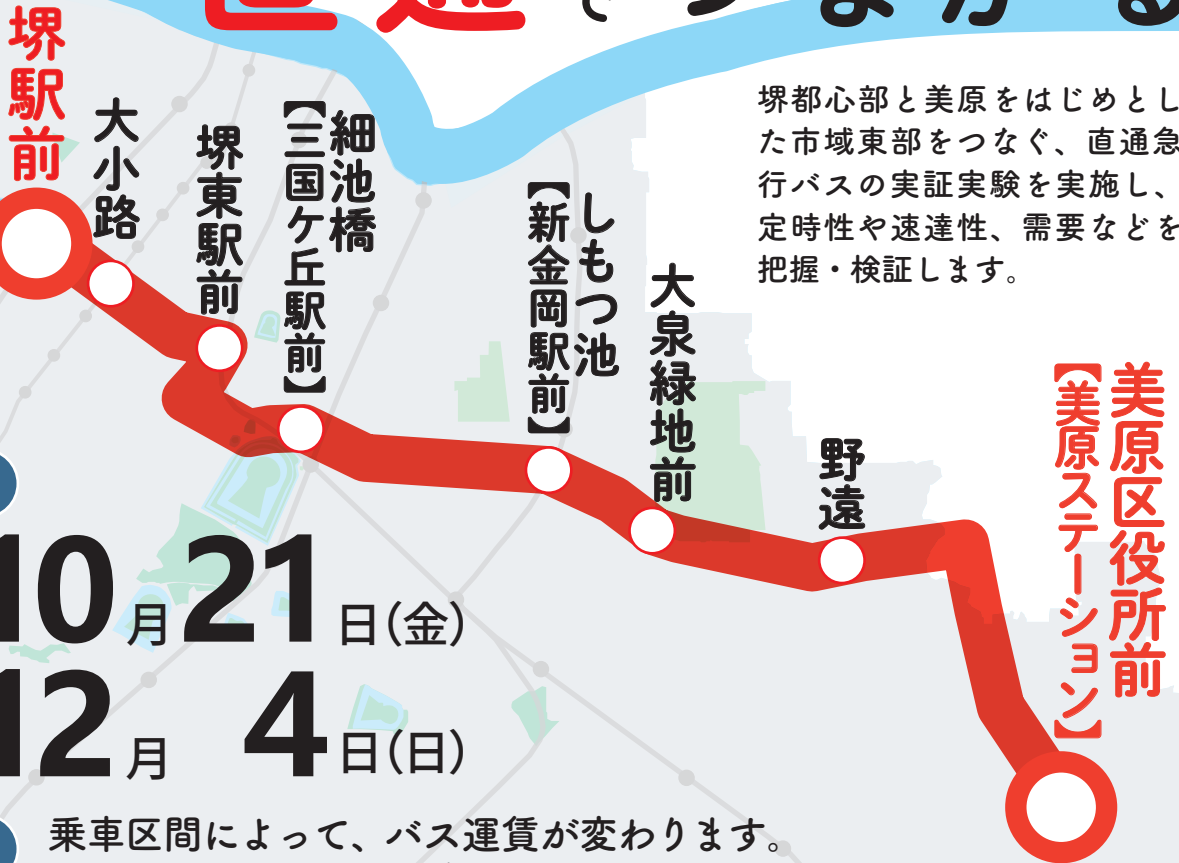 直通でつながる
堺駅前
大小路
堺東駅前
細池橋
【三国ケ丘駅前】
しもつ池
【新金岡駅前】
大泉緑地前
野遠
美原区役所前
【美原ステーション】
堺都心部と美原をはじめとし
た市域東部をつなぐ、直通急
行バスの実証実験を実施し、
定時性や速達性、需要などを
把握・検証します。
10月21日(金)
12月 4日(日)
乗車区間によって、バス運賃が変わります。